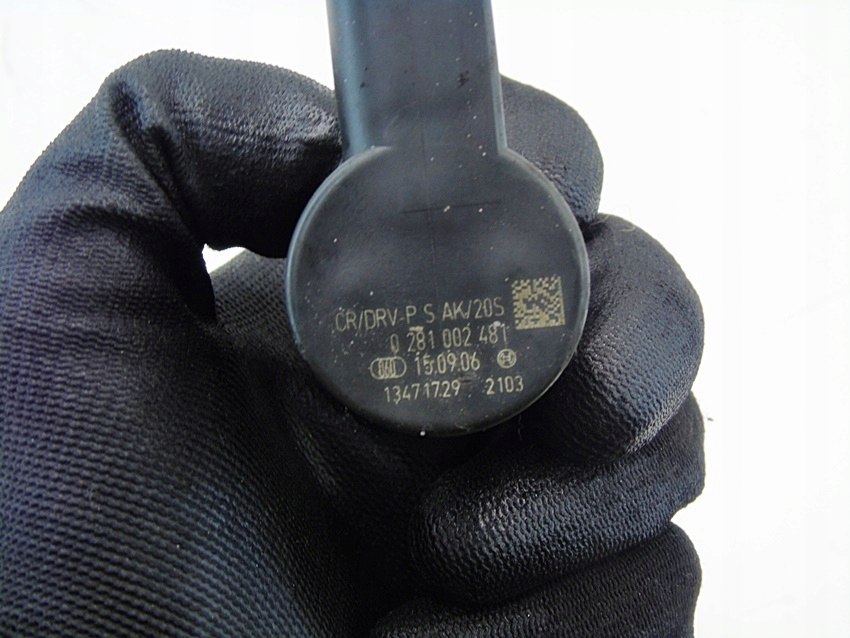 CR/DRV-P S AK/20S
0 281 002 481
15.09.06
13471729 2103